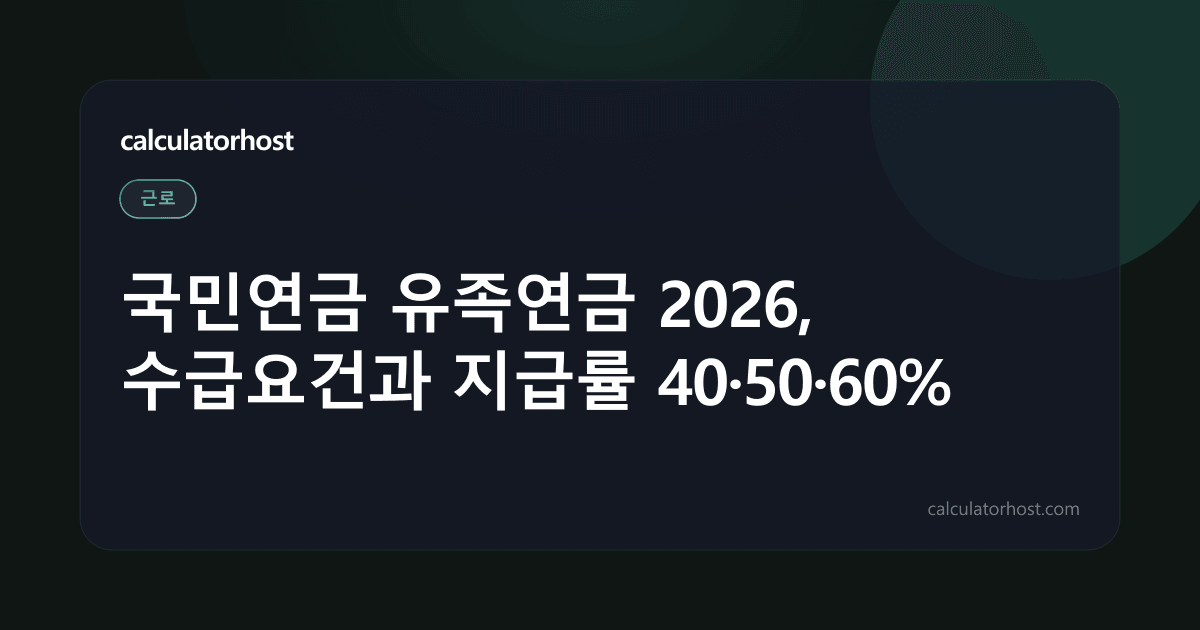 calculatorhost
근로
국민연금 유족연금 2026,
수급요건과 지급률 40·50·60%
calculatorhost.com